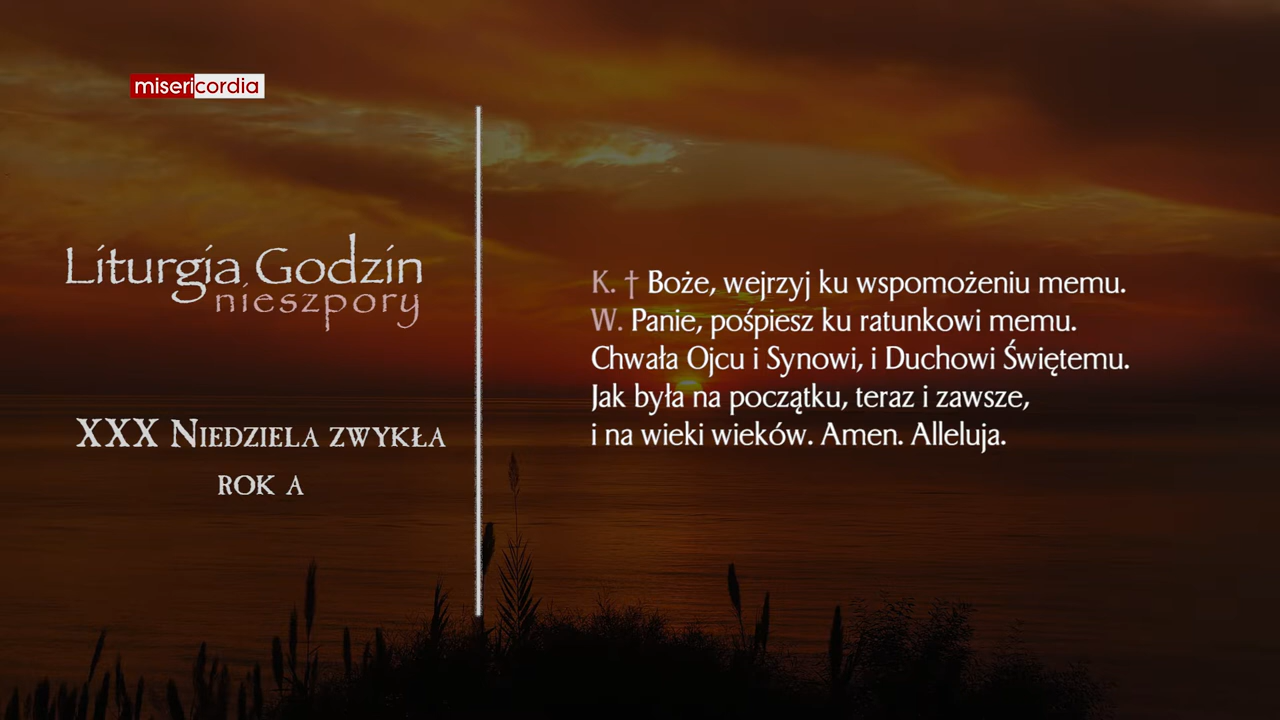 misericordia
Liturgia Godzin
nieszpory
XXX Niedziela zwykła
rok A
K. † Boże, wejrzyj ku wspomożeniu memu.
W. Panie, pośpiesz ku ratunkowi memu.
Chwała Ojcu i Synowi, i Duchowi Świętemu.
Jak była na początku, teraz i zawsze,
i na wieki wieków. Amen. Alleluja.